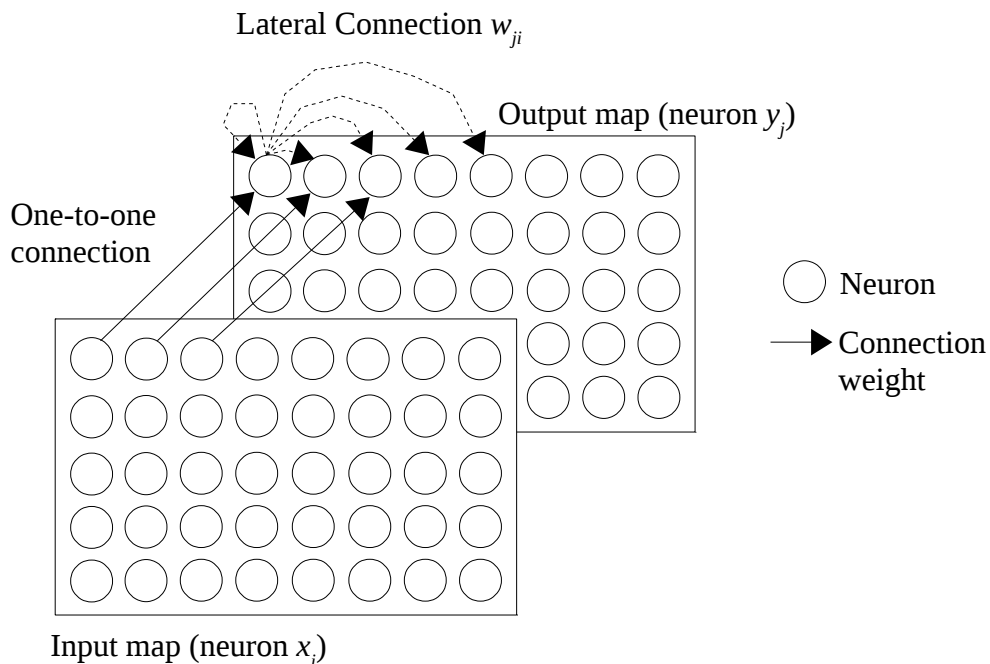 Lateral Connection w_ji
Output map (neuron y_j)
One-to-one
connection
Neuron
Connection
weight
Input map (neuron x_i)